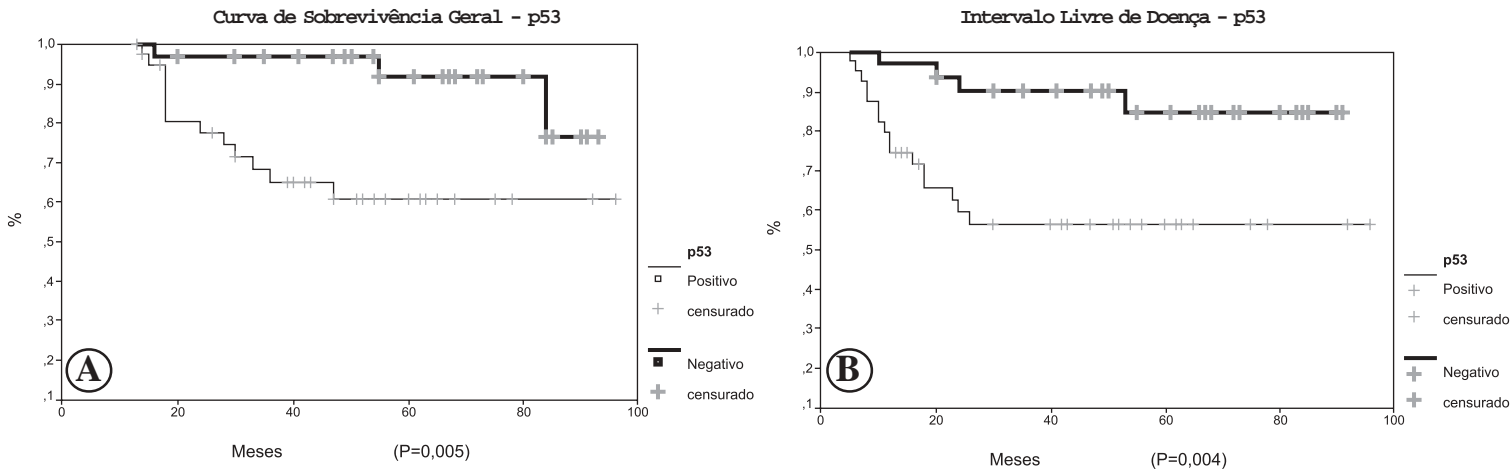 Curva de Sobrevivência Geral - p53
1,0
,9
,8
,7
,6
,5
,4
,3
,2
,1
%
0
20
40
60
80
100
Meses
(P=0,005)
A
p53
Positivo
censurado
Negativo
censurado
Intervalo Livre de Doença - p53
1,0
,9
,8
,7
,6
,5
,4
,3
,2
,1
%
0
20
40
60
80
100
Meses
(P=0,004)
B
p53
Positivo
censurado
Negativo
censurado